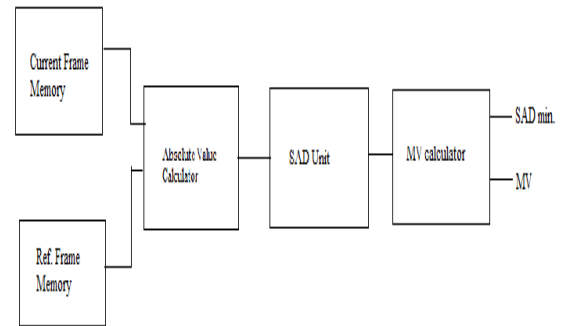 Current Frame
Memory
Absolute Value
Calculator
SAD Unit
MV calculator
SAD min.
MV
Ref. Frame
Memory